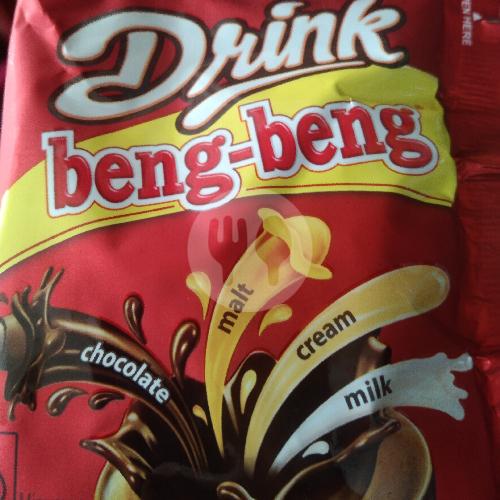 Drink
beng-beng
malt
cream
chocolate
milk